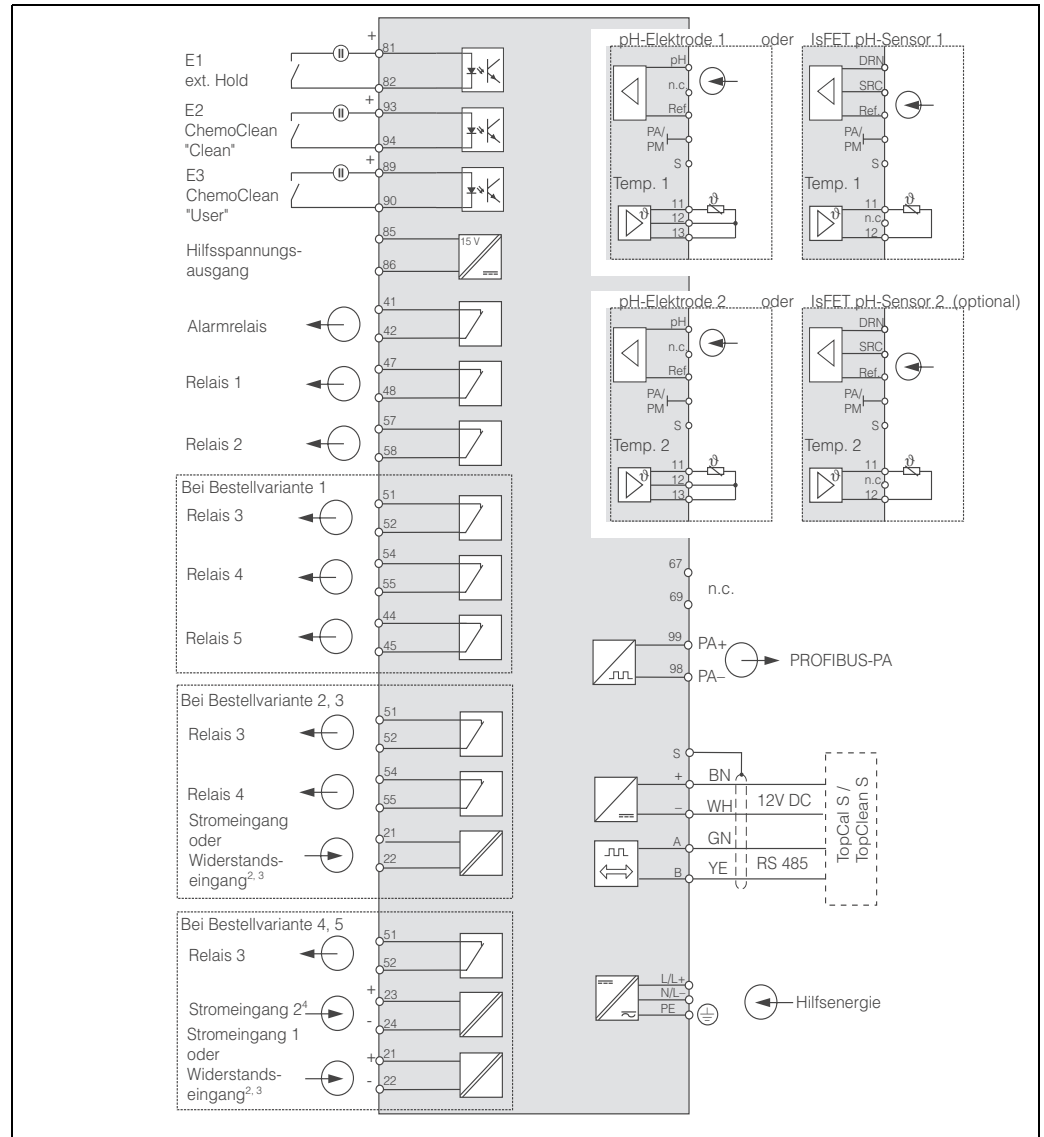 E1
ext. Hold
+
81
82
E2
ChemoClean
"Clean"
+
93
94
E3
ChemoClean
"User"
+
89
90
Hilfsspannungs-
ausgang
85
86
15 V
Alarmrelais
41
42
Relais 1
47
48
Relais 2
57
58
Bei Bestellvariante 1
Relais 3
51
52
Relais 4
54
55
Relais 5
44
45
Bei Bestellvariante 2, 3
Relais 3
51
52
Relais 4
54
55
Stromeingang
oder
Widerstands-
eingang2, 3
21
22
Bei Bestellvariante 4, 5
Relais 3
51
52
Stromeingang 24
+ 23
- 24
Stromeingang 1
oder
Widerstands-
eingang2, 3
+ 21
- 22
pH-Elektrode 1 oder IsFET pH-Sensor 1
pH
n.c.
Ref
PA/
PM
S
Temp. 1
ϑ
11
12
13
ϑ
DRN
SRC
Ref.
PA/
PM
S
Temp. 1
ϑ
11
n.c.
12
ϑ
pH-Elektrode 2 oder IsFET pH-Sensor 2 (optional)
pH
n.c.
Ref
PA/
PM
S
Temp. 2
ϑ
11
12
13
ϑ
DRN
SRC
Ref.
PA/
PM
S
Temp. 2
ϑ
11
n.c.
12
ϑ
67
69
n.c.
99 PA+
98 PA–
PROFIBUS-PA
S
+ BN
– WH
12V DC
A GN
B YE
RS 485
TopCal S /
TopClean S
L/L+
N/L–
PE
Hilfsenergie